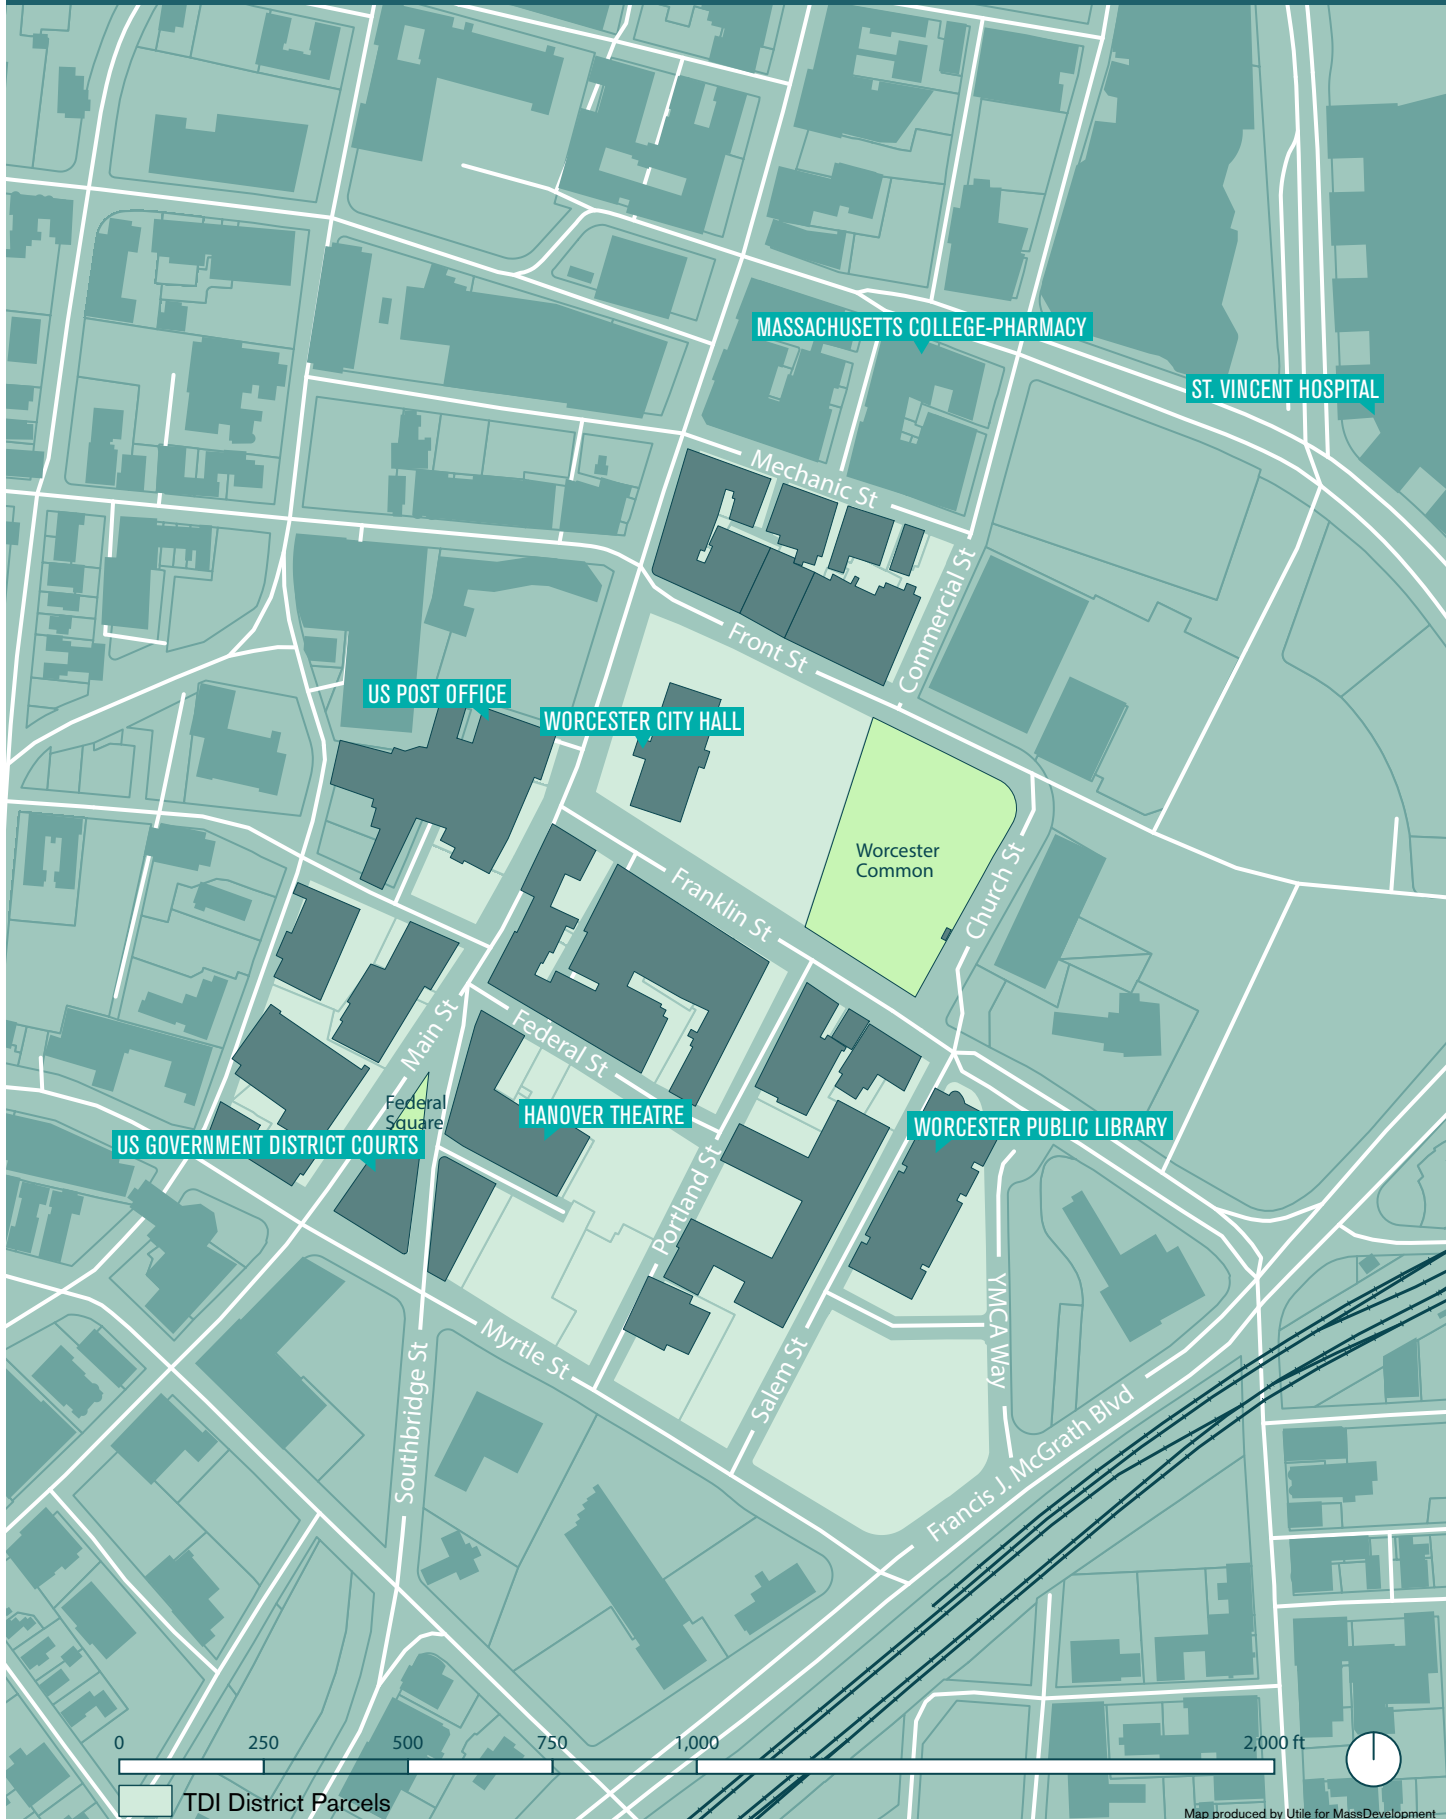 MASSACHUSETTS COLLEGE-PHARMACY
ST. VINCENT HOSPITAL
Mechanic St
Commercial St
Front St
US POST OFFICE
WORCESTER CITY HALL
Worcester
Common
Church St
Franklin St
Main St
Federal St
Federal
Square
HANOVER THEATRE
WORCESTER PUBLIC LIBRARY
US GOVERNMENT DISTRICT COURTS
Portland St
YMCA Way
Myrtle St
Southbridge St
Salem St
Francis J. McGrath Blvd
0 250 500 750 1,000 2,000 ft
TDI District Parcels
Map produced by Utile for MassDevelopment